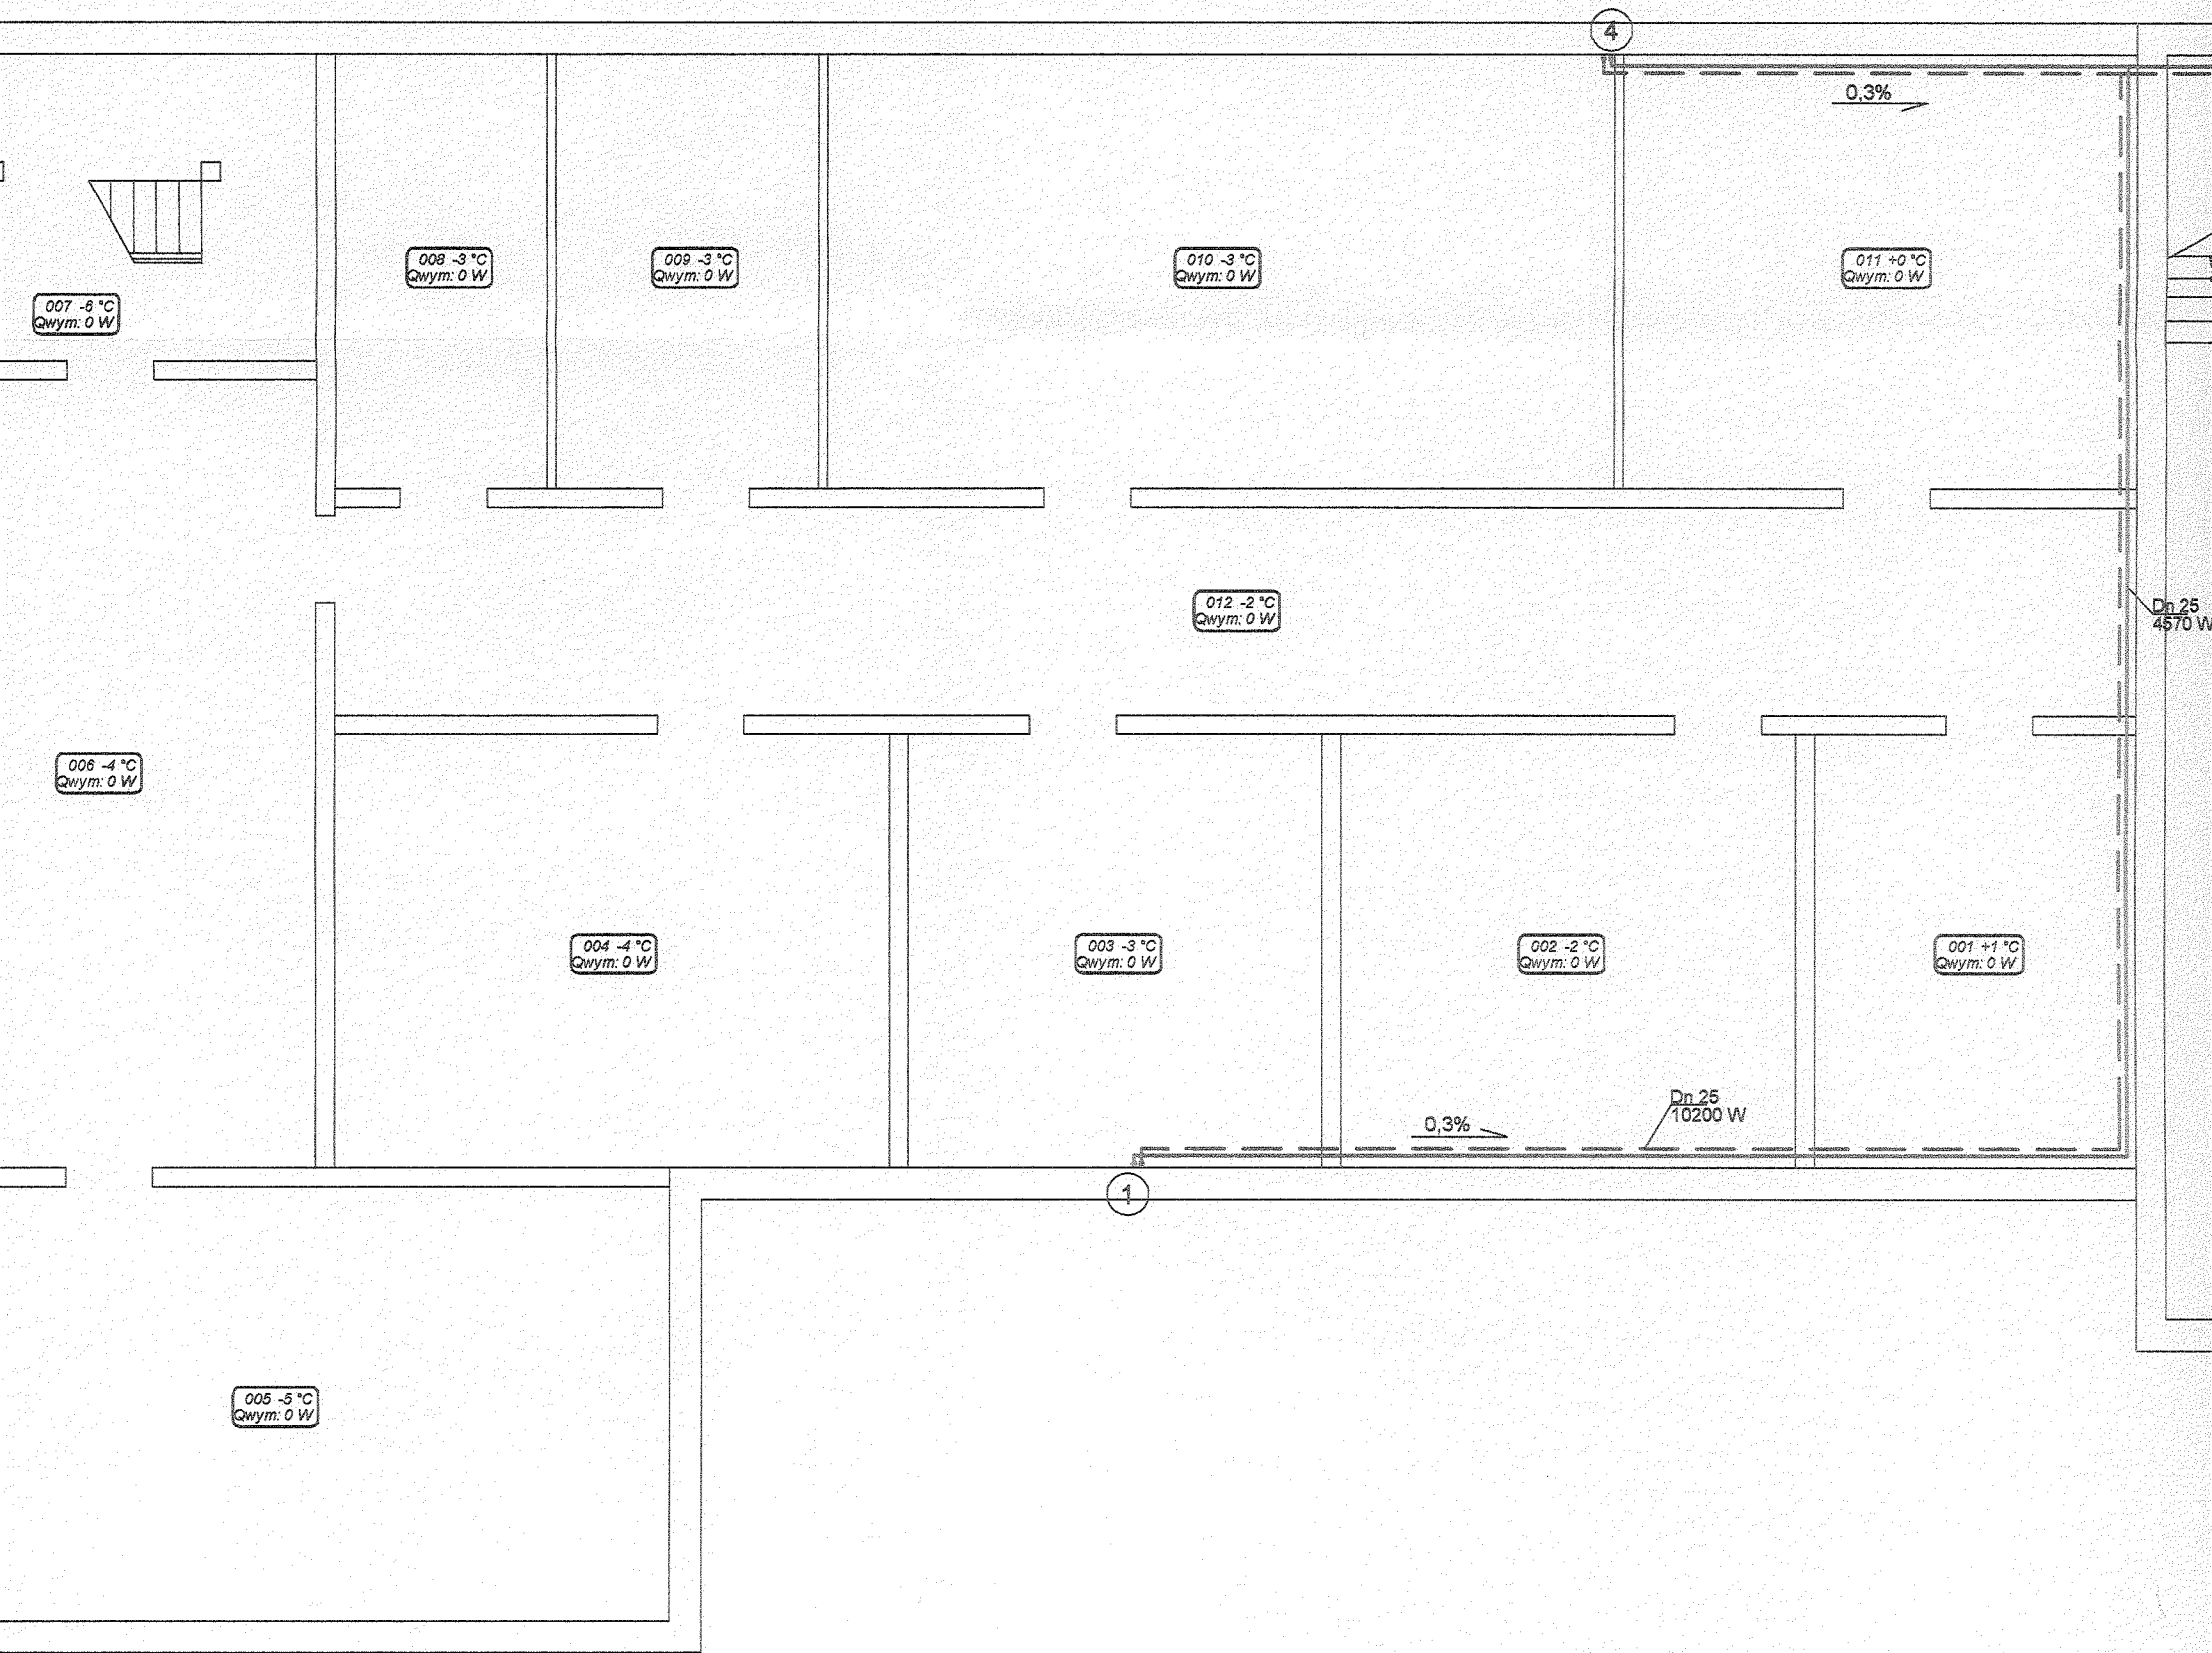 4
0,3%
008 -3 °C
Qwym: 0 W
009 -3 °C
Qwym: 0 W
010 -3 °C
Qwym: 0 W
011 +0 °C
Qwym: 0 W
007 -6 °C
Qwym: 0 W
012 -2 °C
Qwym: 0 W
Dn 25
4570 W
006 -4 °C
Qwym: 0 W
004 -4 °C
Qwym: 0 W
003 -3 °C
Qwym: 0 W
002 -2 °C
Qwym: 0 W
001 +1 °C
Qwym: 0 W
Dn 25
10200 W
0,3%
1
005 -5 °C
Qwym: 0 W